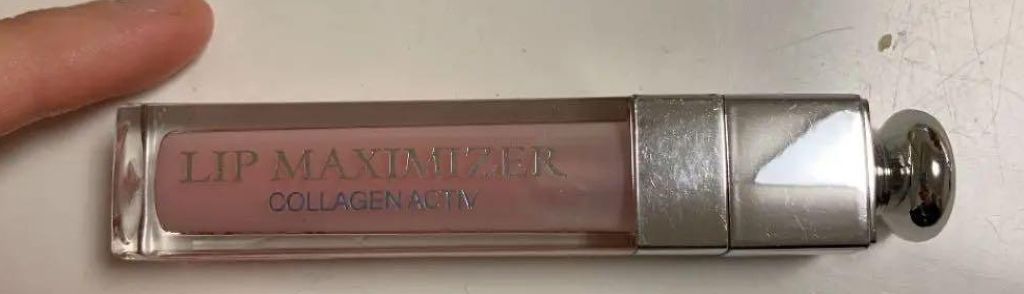 LIP MAXIMIZER
COLLAGEN ACTIV